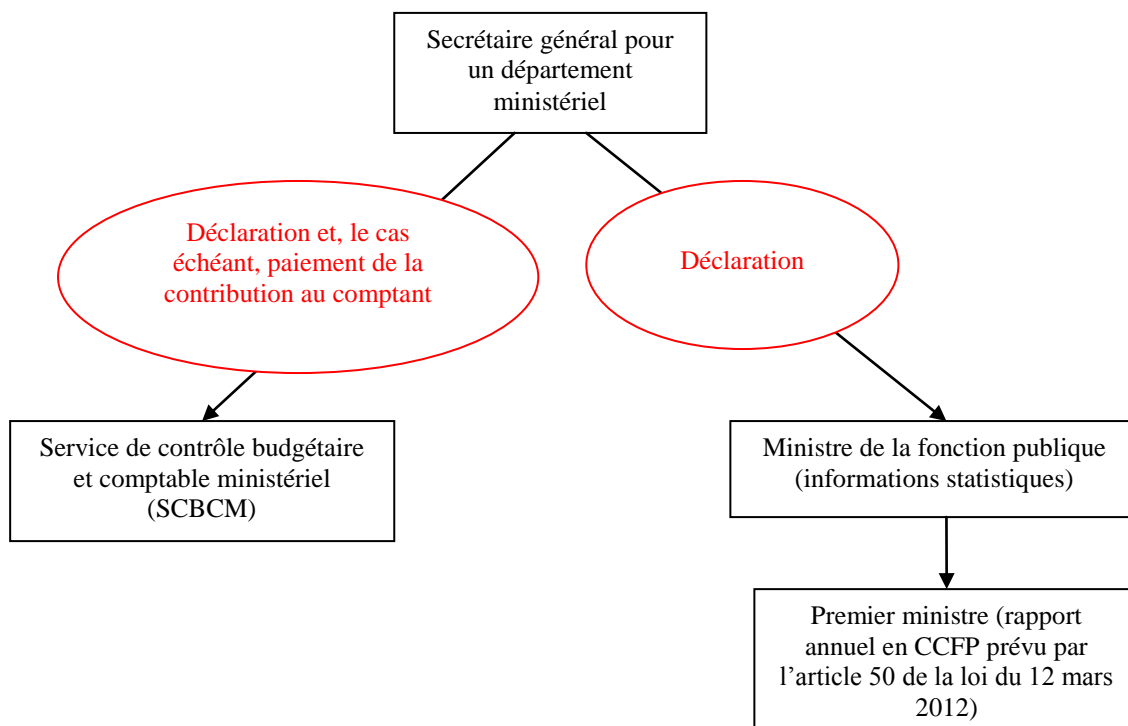 Secrétaire général pour
un département
ministériel
Déclaration et, le cas
échéant, paiement de la
contribution au comptant
Déclaration
Service de contrôle budgétaire
et comptable ministériel
(SCBCM)
Ministre de la fonction publique
(informations statistiques)
Premier ministre (rapport
annuel en CCFP prévu par
l’article 50 de la loi du 12 mars
2012)